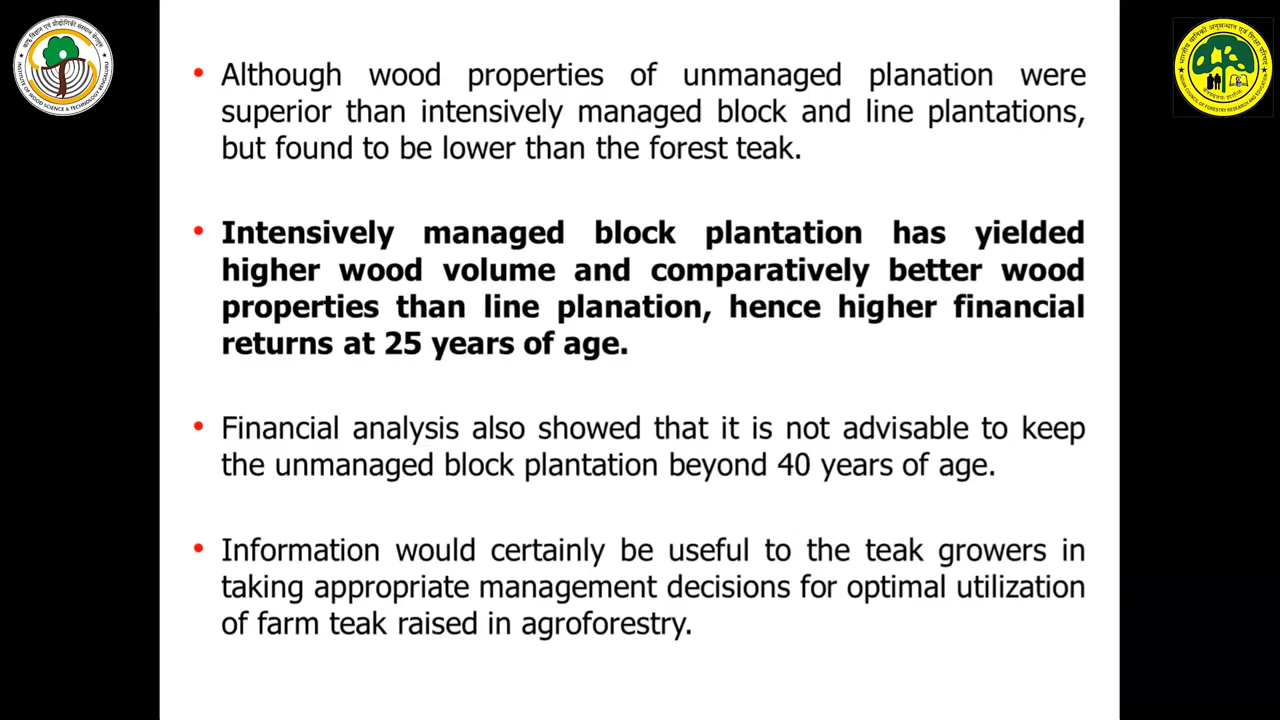 • Although wood properties of unmanaged planation were
superior than intensively managed block and line plantations,
but found to be lower than the forest teak.
• Intensively managed block plantation has yielded
higher wood volume and comparatively better wood
properties than line planation, hence higher financial
returns at 25 years of age.
• Financial analysis also showed that it is not advisable to keep
the unmanaged block plantation beyond 40 years of age.
• Information would certainly be useful to the teak growers in
taking appropriate management decisions for optimal utilization
of farm teak raised in agroforestry.